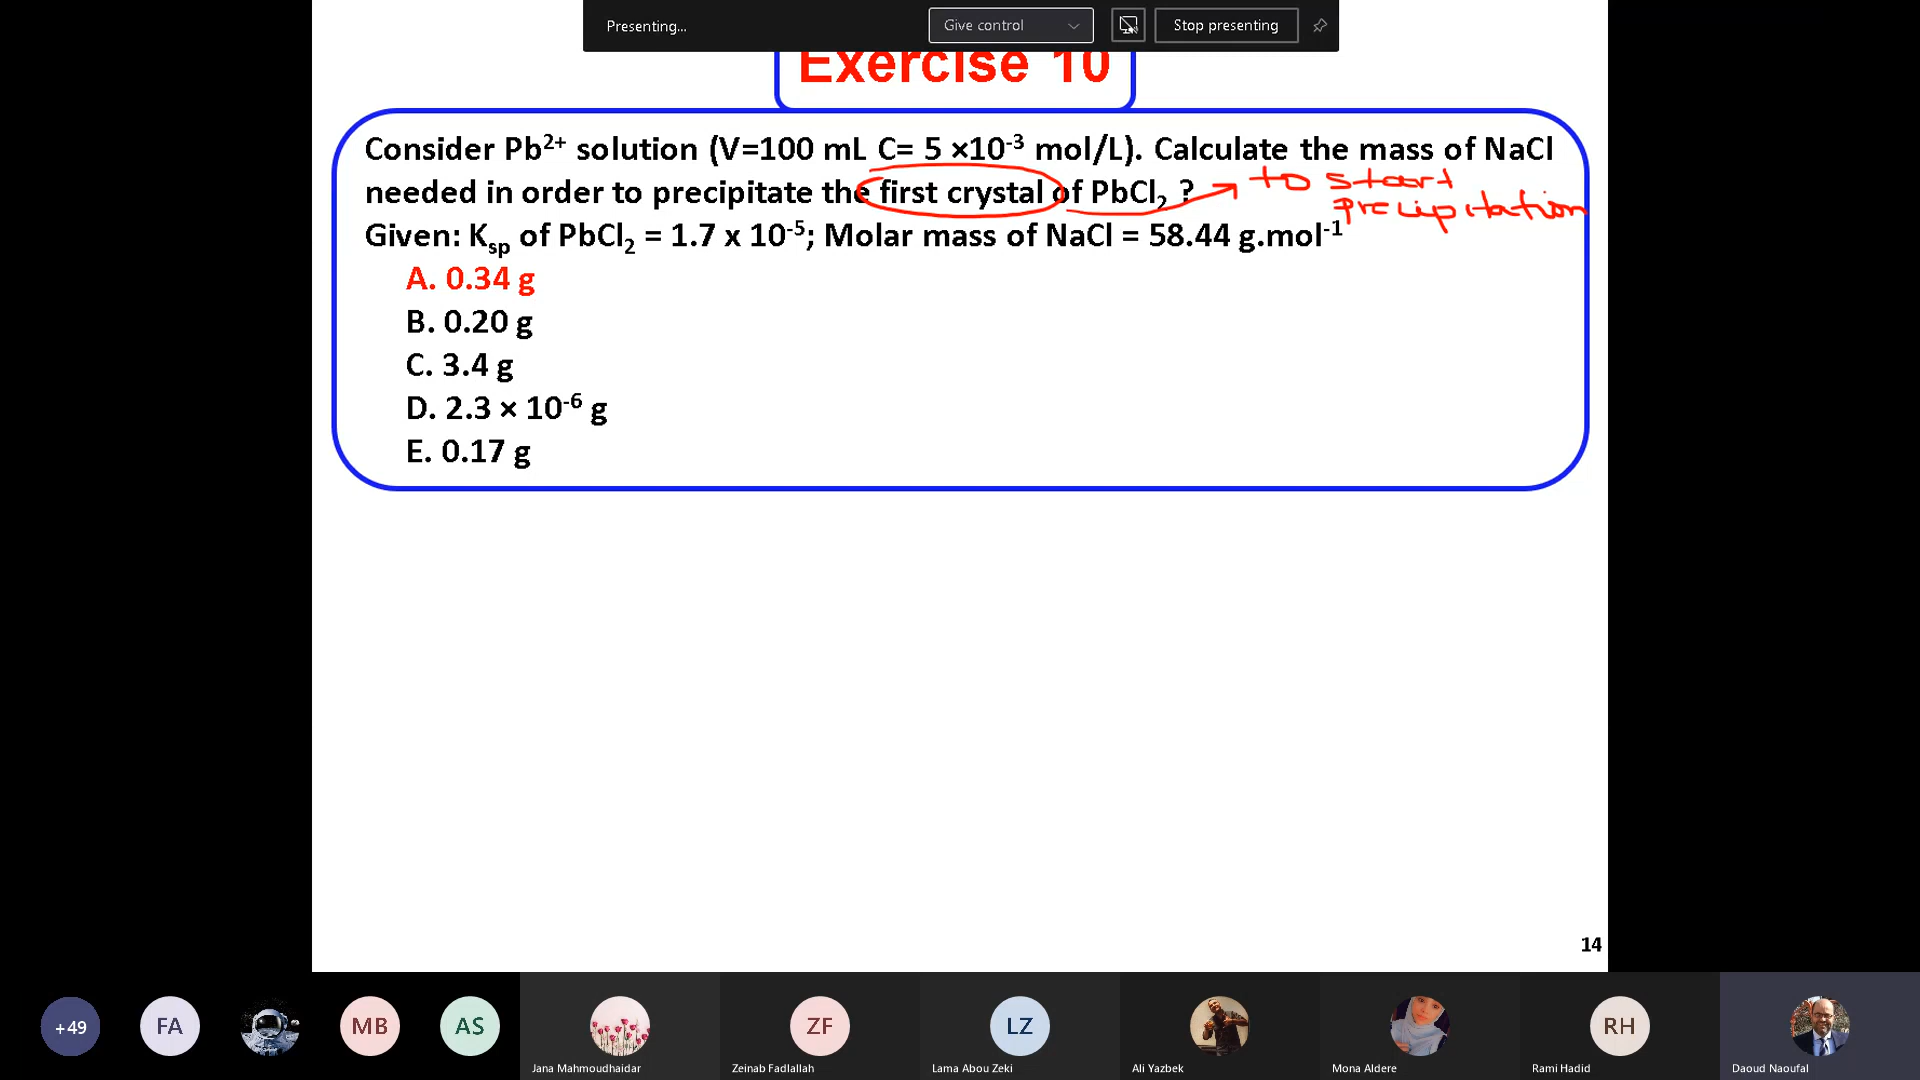 Presenting...
Give control
Stop presenting
Exercise 10
Consider Pb²⁺ solution (V=100 mL C= 5 ×10⁻³ mol/L). Calculate the mass of NaCl
needed in order to precipitate the first crystal of PbCl₂ ?
to start
precipitation
Given: Kₛₚ of PbCl₂ = 1.7 x 10⁻⁵; Molar mass of NaCl = 58.44 g.mol⁻¹
A. 0.34 g
B. 0.20 g
C. 3.4 g
D. 2.3 × 10⁻⁶ g
E. 0.17 g
14
+49
FA
MB
AS
ZF
LZ
RH
Jana Mahmoudhaidar
Zeinab Fadlallah
Lama Abou Zeki
Ali Yazbek
Mona Aldere
Rami Hadid
Daoud Naoufal